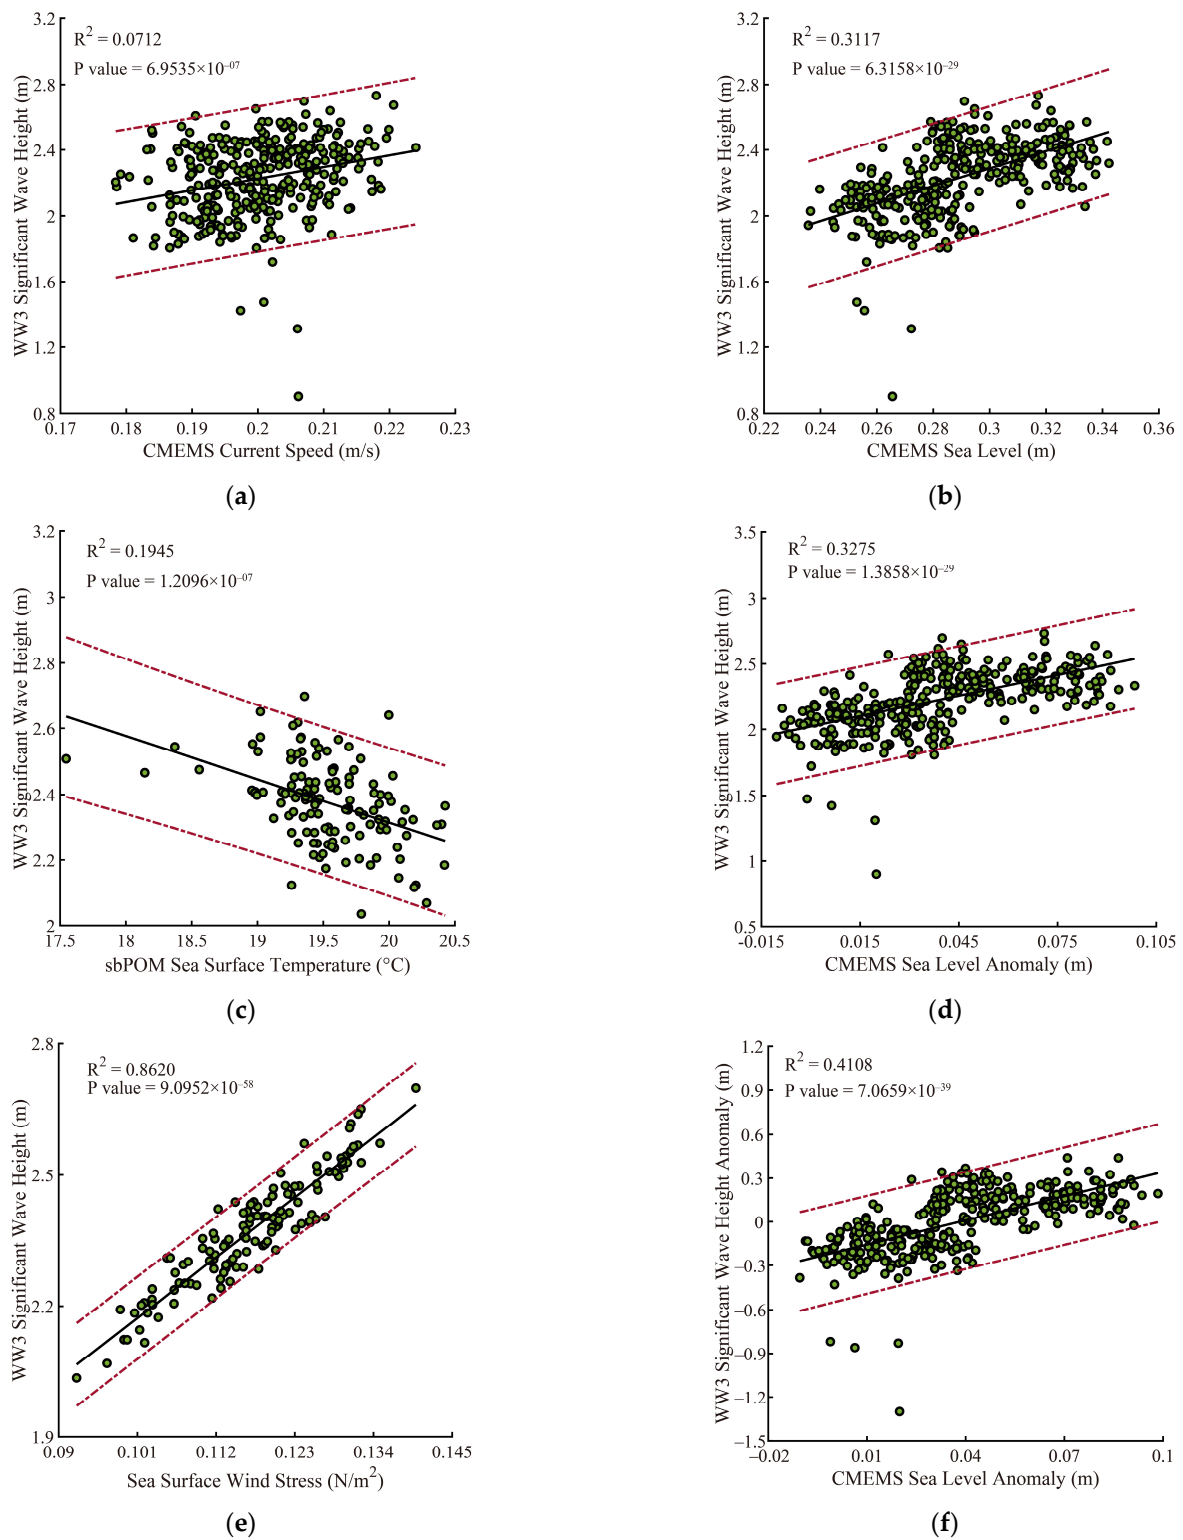 3.2
2.8
2.4
2
1.6
1.2
0.8
WW3 Significant Wave Height (m)
R² = 0.0712
P value = 6.9535×10⁻⁰⁷
0.17 0.18 0.19 0.2 0.21 0.22 0.23
CMEMS Current Speed (m/s)
(a)
3.2
2.8
2.4
2
1.6
1.2
0.8
WW3 Significant Wave Height (m)
R² = 0.3117
P value = 6.3158×10⁻²⁹
0.22 0.24 0.26 0.28 0.3 0.32 0.34 0.36
CMEMS Sea Level (m)
(b)
3.2
3
2.8
2.6
2.4
2.2
2
WW3 Significant Wave Height (m)
R² = 0.1945
P value = 1.2096×10⁻⁰⁷
17.5 18 18.5 19 19.5 20 20.5
sbPOM Sea Surface Temperature (°C)
(c)
3.5
3
2.5
2
1.5
1
0.5
WW3 Significant Wave Height (m)
R² = 0.3275
P value = 1.3858×10⁻²⁹
-0.015 0.015 0.045 0.075 0.105
CMEMS Sea Level Anomaly (m)
(d)
2.8
2.5
2.2
1.9
WW3 Significant Wave Height (m)
R² = 0.8620
P value = 9.0952×10⁻⁵⁸
0.09 0.101 0.112 0.123 0.134 0.145
Sea Surface Wind Stress (N/m²)
(e)
1.2
0.9
0.6
0.3
0
−0.3
−0.6
−0.9
−1.2
−1.5
WW3 Significant Wave Height Anomaly (m)
R² = 0.4108
P value = 7.0659×10⁻³⁹
−0.02 0.01 0.04 0.07 0.1
CMEMS Sea Level Anomaly (m)
(f)